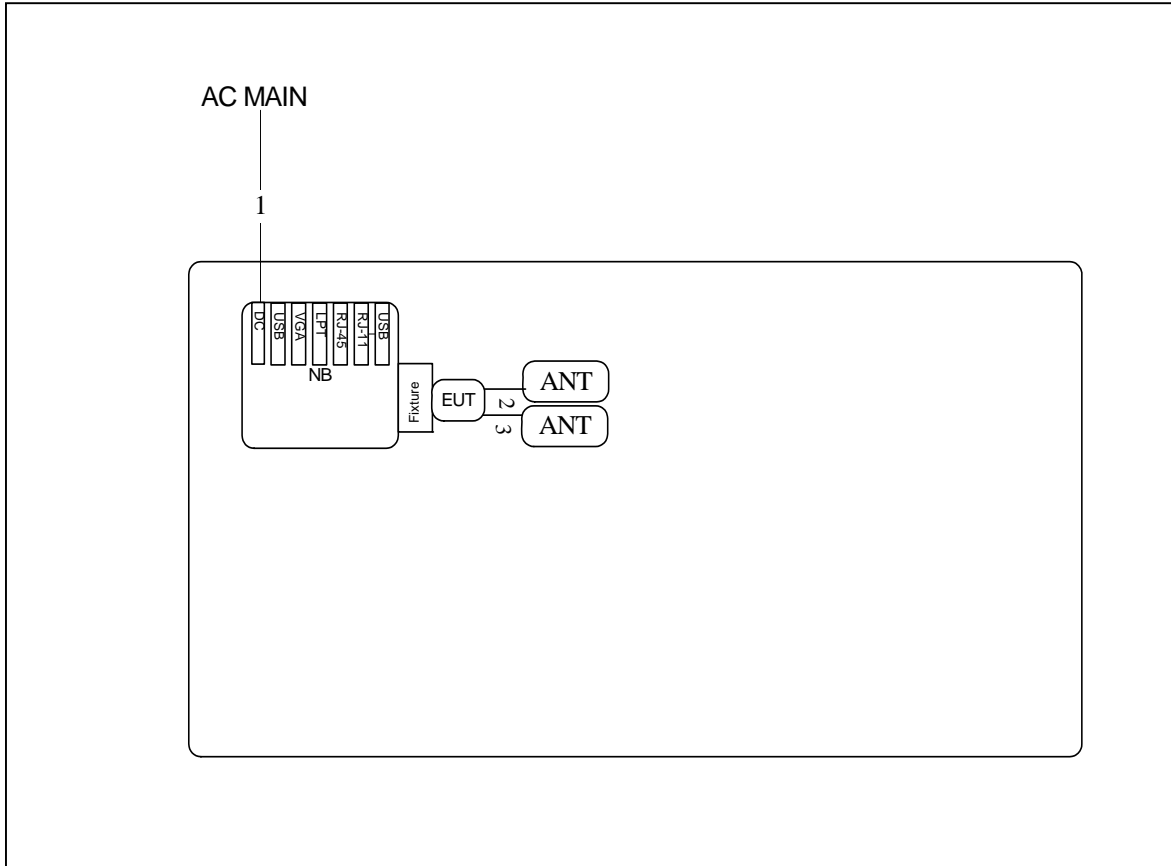 AC MAIN
1
DC
USB
VGA
LPT
RJ-45
RJ-11
USB
NB
Fixture
EUT
2
3
ANT
ANT